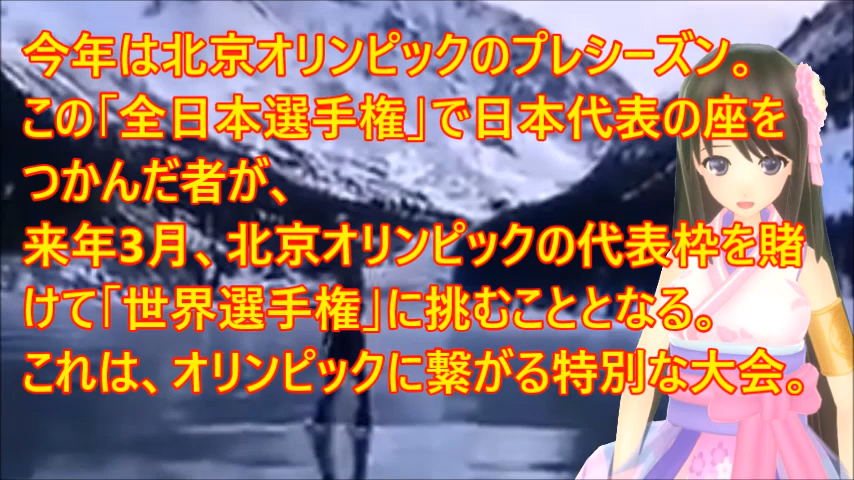 今年は北京オリンピックのプレシーズン。
この「全日本選手権」で日本代表の座を
つかんだ者が、
来年3月、北京オリンピックの代表枠を賭
けて「世界選手権」に挑むこととなる。
これは、オリンピックに繋がる特別な大会。